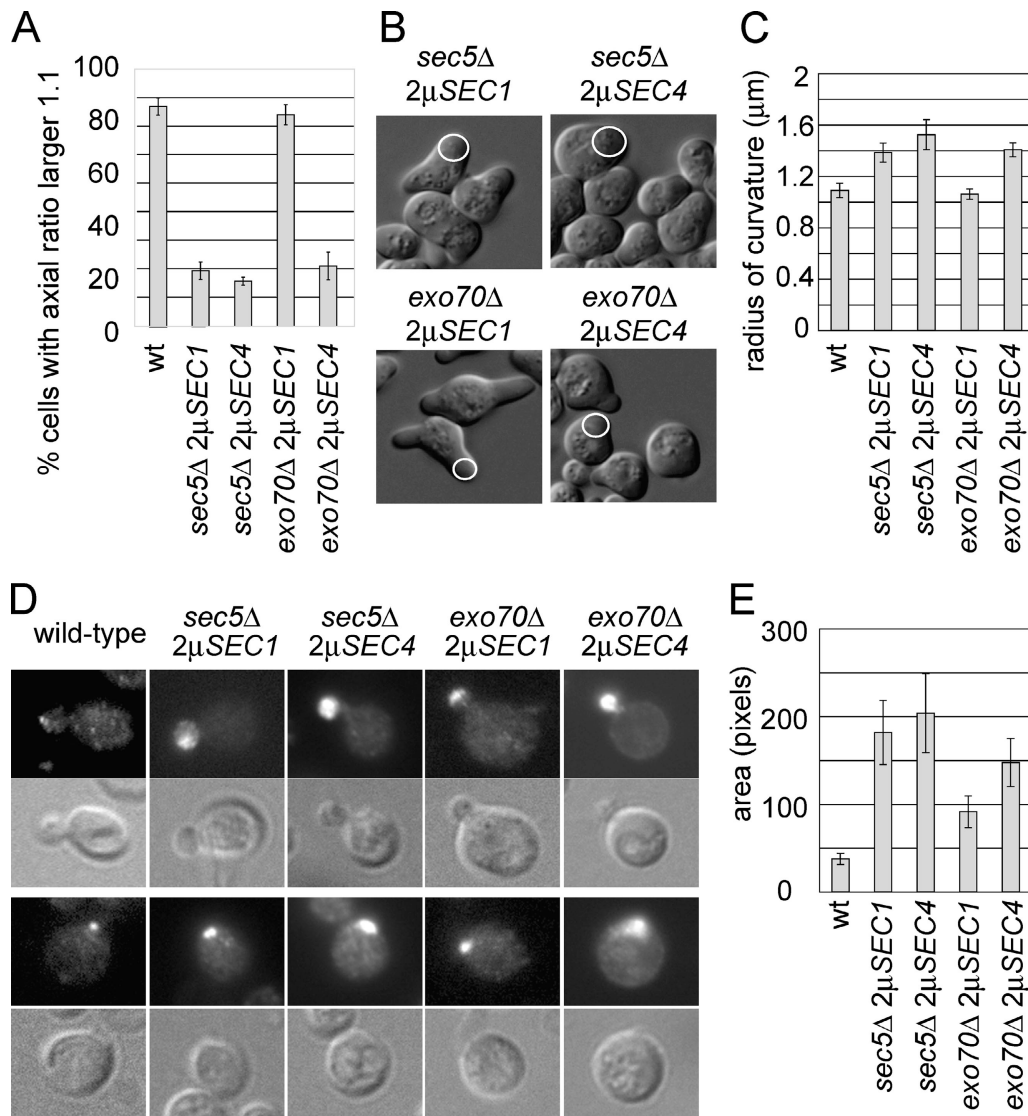 A
% cells with axial ratio larger 1.1
100
80
60
40
20
0
wt
sec5Δ 2μSEC1
sec5Δ 2μSEC4
exo70Δ 2μSEC1
exo70Δ 2μSEC4
B
sec5Δ
2μSEC1
sec5Δ
2μSEC4
exo70Δ
2μSEC1
exo70Δ
2μSEC4
C
radius of curvature (μm)
2
1.6
1.2
0.8
0.4
0
wt
sec5Δ 2μSEC1
sec5Δ 2μSEC4
exo70Δ 2μSEC1
exo70Δ 2μSEC4
D
wild-type
sec5Δ
2μSEC1
sec5Δ
2μSEC4
exo70Δ
2μSEC1
exo70Δ
2μSEC4
E
area (pixels)
300
200
100
0
wt
sec5Δ 2μSEC1
sec5Δ 2μSEC4
exo70Δ 2μSEC1
exo70Δ 2μSEC4